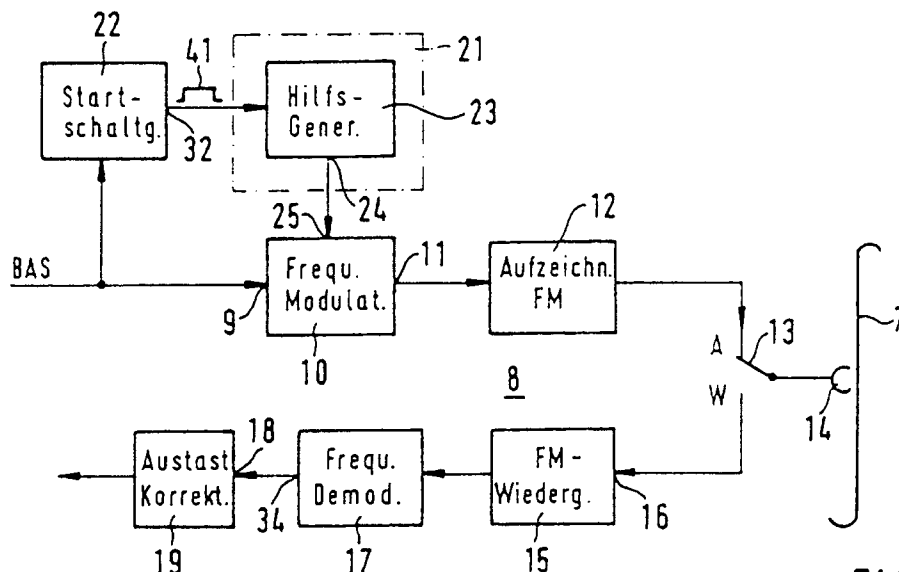 22
41
21
Start-
schaltg.
32
Hilfs-
Gener.
23
24
25
12
BAS
9
Frequ.
Modulat.
10
11
Aufzeichn.
FM
A
13
7
W
14
8
18
Austast
Korrekt.
19
34
Frequ.
Demod.
17
FM-
Wiederg.
15
16